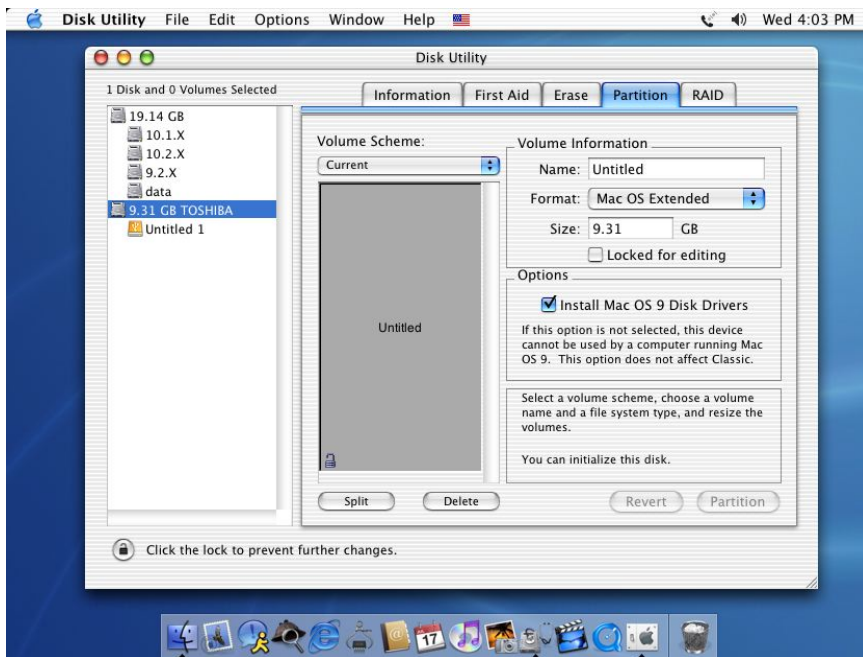 Disk Utility File Edit Options Window Help Wed 4:03 PM
Disk Utility
1 Disk and 0 Volumes Selected
19.14 GB
10.1.X
10.2.X
9.2.X
data
9.31 GB TOSHIBA
Untitled 1
Information First Aid Erase Partition RAID
Volume Scheme:
Current
Untitled
Split Delete
Volume Information
Name: Untitled
Format: Mac OS Extended
Size: 9.31 GB
Locked for editing
Options
Install Mac OS 9 Disk Drivers
If this option is not selected, this device
cannot be used by a computer running Mac
OS 9. This option does not affect Classic.
Select a volume scheme, choose a volume
name and a file system type, and resize the
volumes.
You can initialize this disk.
Revert Partition
Click the lock to prevent further changes.
17